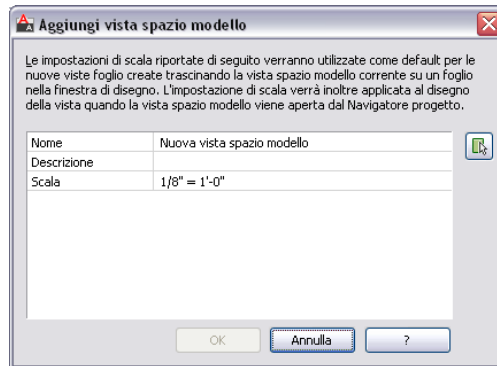 Aggiungi vista spazio modello
Le impostazioni di scala riportate di seguito verranno utilizzate come default per le
nuove viste foglio create trascinando la vista spazio modello corrente su un foglio
nella finestra di disegno. L'impostazione di scala verrà inoltre applicata al disegno
della vista quando la vista spazio modello viene aperta dal Navigatore progetto.
Nome Nuova vista spazio modello
Descrizione
Scala 1/8" = 1'-0"
OK Annulla ?